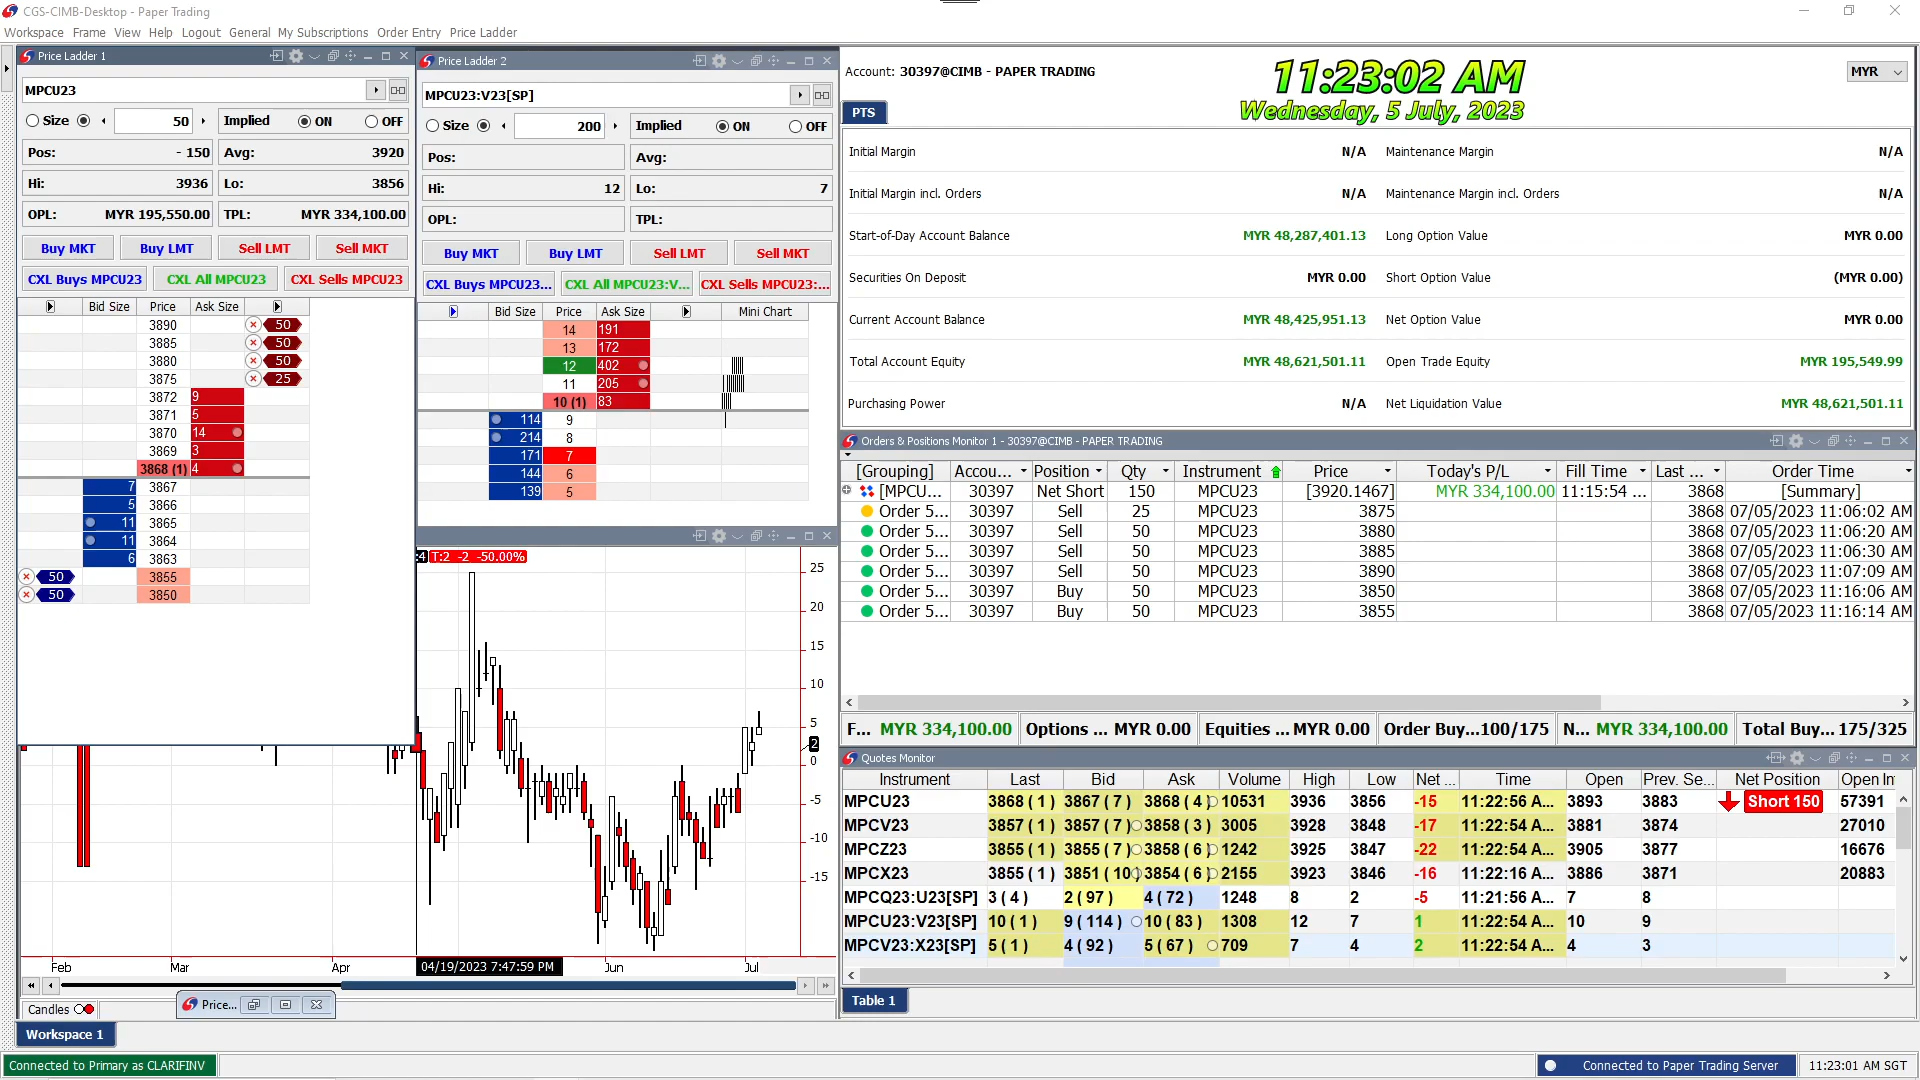 CGS-CIMB-Desktop - Paper Trading
Workspace Frame View Help Logout General My Subscriptions Order Entry Price Ladder
Price Ladder 1
MPCU23
Size 50 Implied ON OFF
Pos: - 150 Avg: 3920
Hi: 3936 Lo: 3856
OPL: MYR 195,550.00 TPL: MYR 334,100.00
Buy MKT Buy LMT Sell LMT Sell MKT
CXL Buys MPCU23 CXL All MPCU23 CXL Sells MPCU23
Bid Size Price Ask Size
3890 50
3885 50
3880 50
3875 25
3872 9
3871 5
3870 14
3869 3
3868 (1) 4
7 3867
5 3866
11 3865
11 3864
6 3863
50 3855
50 3850
Price Ladder 2
MPCU23:V23[SP]
Size 200 Implied ON OFF
Pos: Avg:
Hi: 12 Lo: 7
OPL: TPL:
Buy MKT Buy LMT Sell LMT Sell MKT
CXL Buys MPCU23... CXL All MPCU23:V... CXL Sells MPCU23:...
Bid Size Price Ask Size Mini Chart
14 191
13 172
12 402
11 205
10 (1) 83
114 9
214 8
171 7
144 6
139 5
:4 T:2 -2 -50.00%
25
20
15
10
5
2
0
-5
-10
-15
Feb Mar Apr 04/19/2023 7:47:59 PM Jun Jul
Candles
Price...
Workspace 1
Account: 30397@CIMB - PAPER TRADING
11:23:02 AM
Wednesday, 5 July, 2023
MYR
PTS
Initial Margin N/A Maintenance Margin N/A
Initial Margin incl. Orders N/A Maintenance Margin incl. Orders N/A
Start-of-Day Account Balance MYR 48,287,401.13 Long Option Value MYR 0.00
Securities On Deposit MYR 0.00 Short Option Value (MYR 0.00)
Current Account Balance MYR 48,425,951.13 Net Option Value MYR 0.00
Total Account Equity MYR 48,621,501.11 Open Trade Equity MYR 195,549.99
Purchasing Power N/A Net Liquidation Value MYR 48,621,501.11
Orders & Positions Monitor 1 - 30397@CIMB - PAPER TRADING
[Grouping] Accou... Position Qty Instrument Price Today's P/L Fill Time Last ... Order Time
[MPCU... 30397 Net Short 150 MPCU23 [3920.1467] MYR 334,100.00 11:15:54 ... 3868 [Summary]
Order 5... 30397 Sell 25 MPCU23 3875 3868 07/05/2023 11:06:02 AM
Order 5... 30397 Sell 50 MPCU23 3880 3868 07/05/2023 11:06:20 AM
Order 5... 30397 Sell 50 MPCU23 3885 3868 07/05/2023 11:06:30 AM
Order 5... 30397 Sell 50 MPCU23 3890 3868 07/05/2023 11:07:09 AM
Order 5... 30397 Buy 50 MPCU23 3850 3868 07/05/2023 11:16:06 AM
Order 5... 30397 Buy 50 MPCU23 3855 3868 07/05/2023 11:16:14 AM
F... MYR 334,100.00 Options ... MYR 0.00 Equities ... MYR 0.00 Order Buy...100/175 N... MYR 334,100.00 Total Buy... 175/325
Quotes Monitor
Instrument Last Bid Ask Volume High Low Net ... Time Open Prev. Se... Net Position Open In
MPCU23 3868 ( 1 ) 3867 ( 7 ) 3868 ( 4 ) 10531 3936 3856 -15 11:22:56 A... 3893 3883 Short 150 57391
MPCV23 3857 ( 1 ) 3857 ( 7 ) 3858 ( 3 ) 3005 3928 3848 -17 11:22:54 A... 3881 3874 27010
MPCZ23 3855 ( 1 ) 3855 ( 7 ) 3858 ( 6 ) 1242 3925 3847 -22 11:22:54 A... 3905 3877 16676
MPCX23 3855 ( 1 ) 3851 ( 10 ) 3854 ( 6 ) 2155 3923 3846 -16 11:22:16 A... 3886 3871 20883
MPCQ23:U23[SP] 3 ( 4 ) 2 ( 97 ) 4 ( 72 ) 1248 8 2 -5 11:21:56 A... 7 8
MPCU23:V23[SP] 10 ( 1 ) 9 ( 114 ) 10 ( 83 ) 1308 12 7 1 11:22:54 A... 10 9
MPCV23:X23[SP] 5 ( 1 ) 4 ( 92 ) 5 ( 67 ) 709 7 4 2 11:22:54 A... 4 3
Table 1
Connected to Primary as CLARIFINV Connected to Paper Trading Server 11:23:01 AM SGT